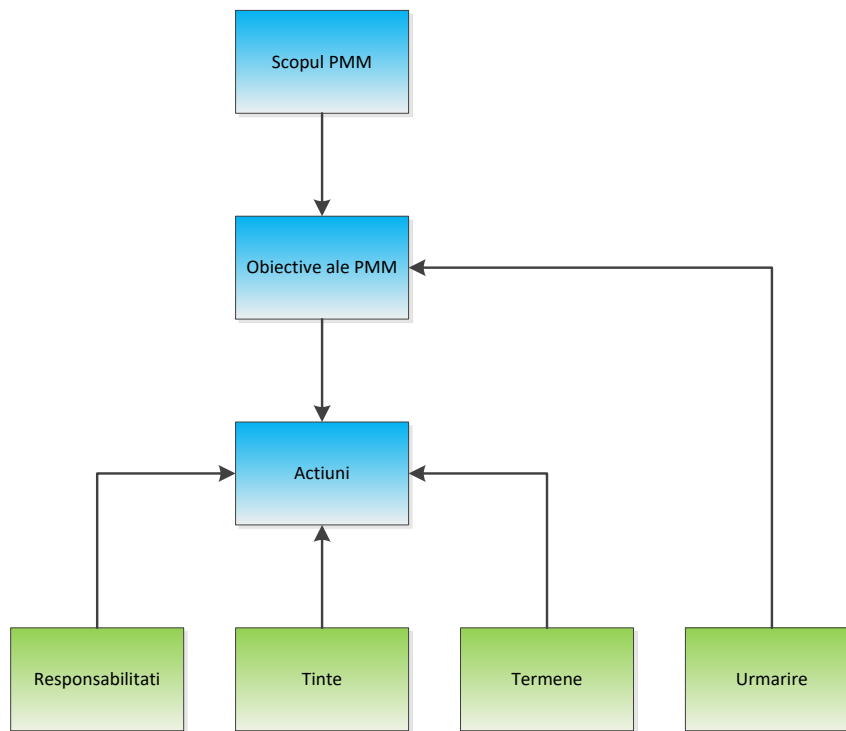 Scopul PMM
Obiective ale PMM
Actiuni
Responsabilitati
Tinte
Termene
Urmarire